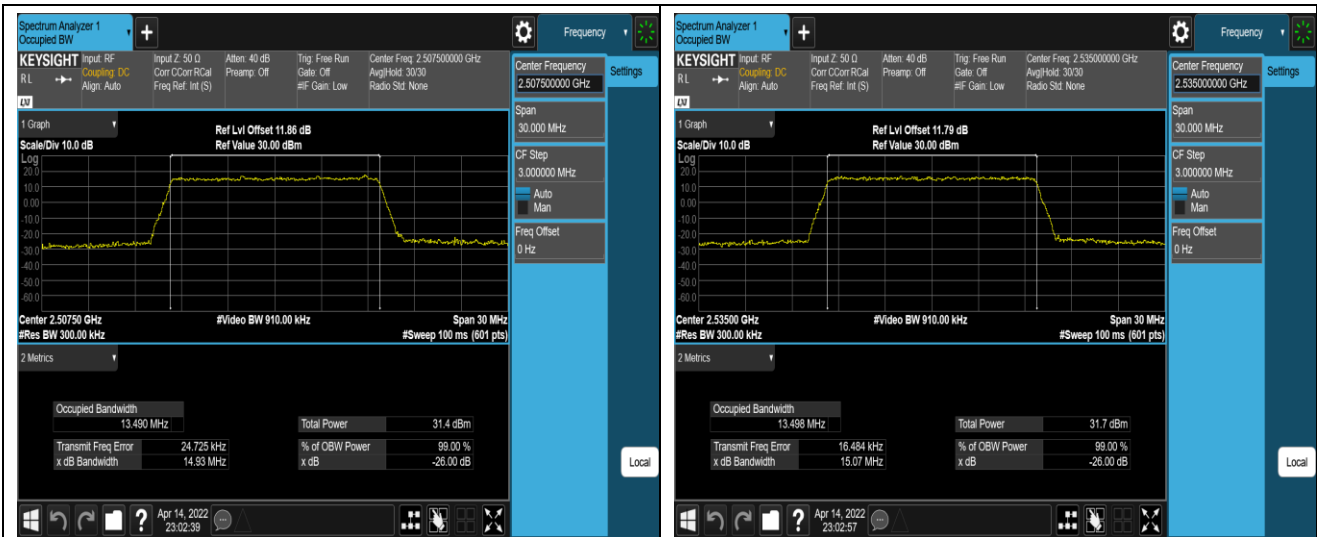 Spectrum Analyzer 1
Occupied BW
+
Frequency
KEYSIGHT Input: RF Input Z: 50 Ω Atten: 40 dB Trig: Free Run Center Freq: 2.507500000 GHz
RL Coupling: DC Corr CCorr RCal Preamp: Off Gate: Off Avg|Hold: 30/30
Align: Auto Freq Ref: Int (S) #IF Gain: Low Radio Std: None
LXI
Center Frequency
2.507500000 GHz
Settings
Span
30.000 MHz
CF Step
3.000000 MHz
Auto
Man
Freq Offset
0 Hz
1 Graph
Ref Lvl Offset 11.86 dB
Scale/Div 10.0 dB Ref Value 30.00 dBm
Log
20.0
10.0
0.00
-10.0
-20.0
-30.0
-40.0
-50.0
-60.0
Center 2.50750 GHz #Video BW 910.00 kHz Span 30 MHz
#Res BW 300.00 kHz #Sweep 100 ms (601 pts)
2 Metrics
Occupied Bandwidth
13.490 MHz Total Power 31.4 dBm
Transmit Freq Error 24.725 kHz % of OBW Power 99.00 %
x dB Bandwidth 14.93 MHz x dB -26.00 dB
Local
? Apr 14, 2022
23:02:39
Spectrum Analyzer 1
Occupied BW
+
Frequency
KEYSIGHT Input: RF Input Z: 50 Ω Atten: 40 dB Trig: Free Run Center Freq: 2.535000000 GHz
RL Coupling: DC Corr CCorr RCal Preamp: Off Gate: Off Avg|Hold: 30/30
Align: Auto Freq Ref: Int (S) #IF Gain: Low Radio Std: None
LXI
Center Frequency
2.535000000 GHz
Settings
Span
30.000 MHz
CF Step
3.000000 MHz
Auto
Man
Freq Offset
0 Hz
1 Graph
Ref Lvl Offset 11.79 dB
Scale/Div 10.0 dB Ref Value 30.00 dBm
Log
20.0
10.0
0.00
-10.0
-20.0
-30.0
-40.0
-50.0
-60.0
Center 2.53500 GHz #Video BW 910.00 kHz Span 30 MHz
#Res BW 300.00 kHz #Sweep 100 ms (601 pts)
2 Metrics
Occupied Bandwidth
13.498 MHz Total Power 31.7 dBm
Transmit Freq Error 16.484 kHz % of OBW Power 99.00 %
x dB Bandwidth 15.07 MHz x dB -26.00 dB
Local
? Apr 14, 2022
23:02:57